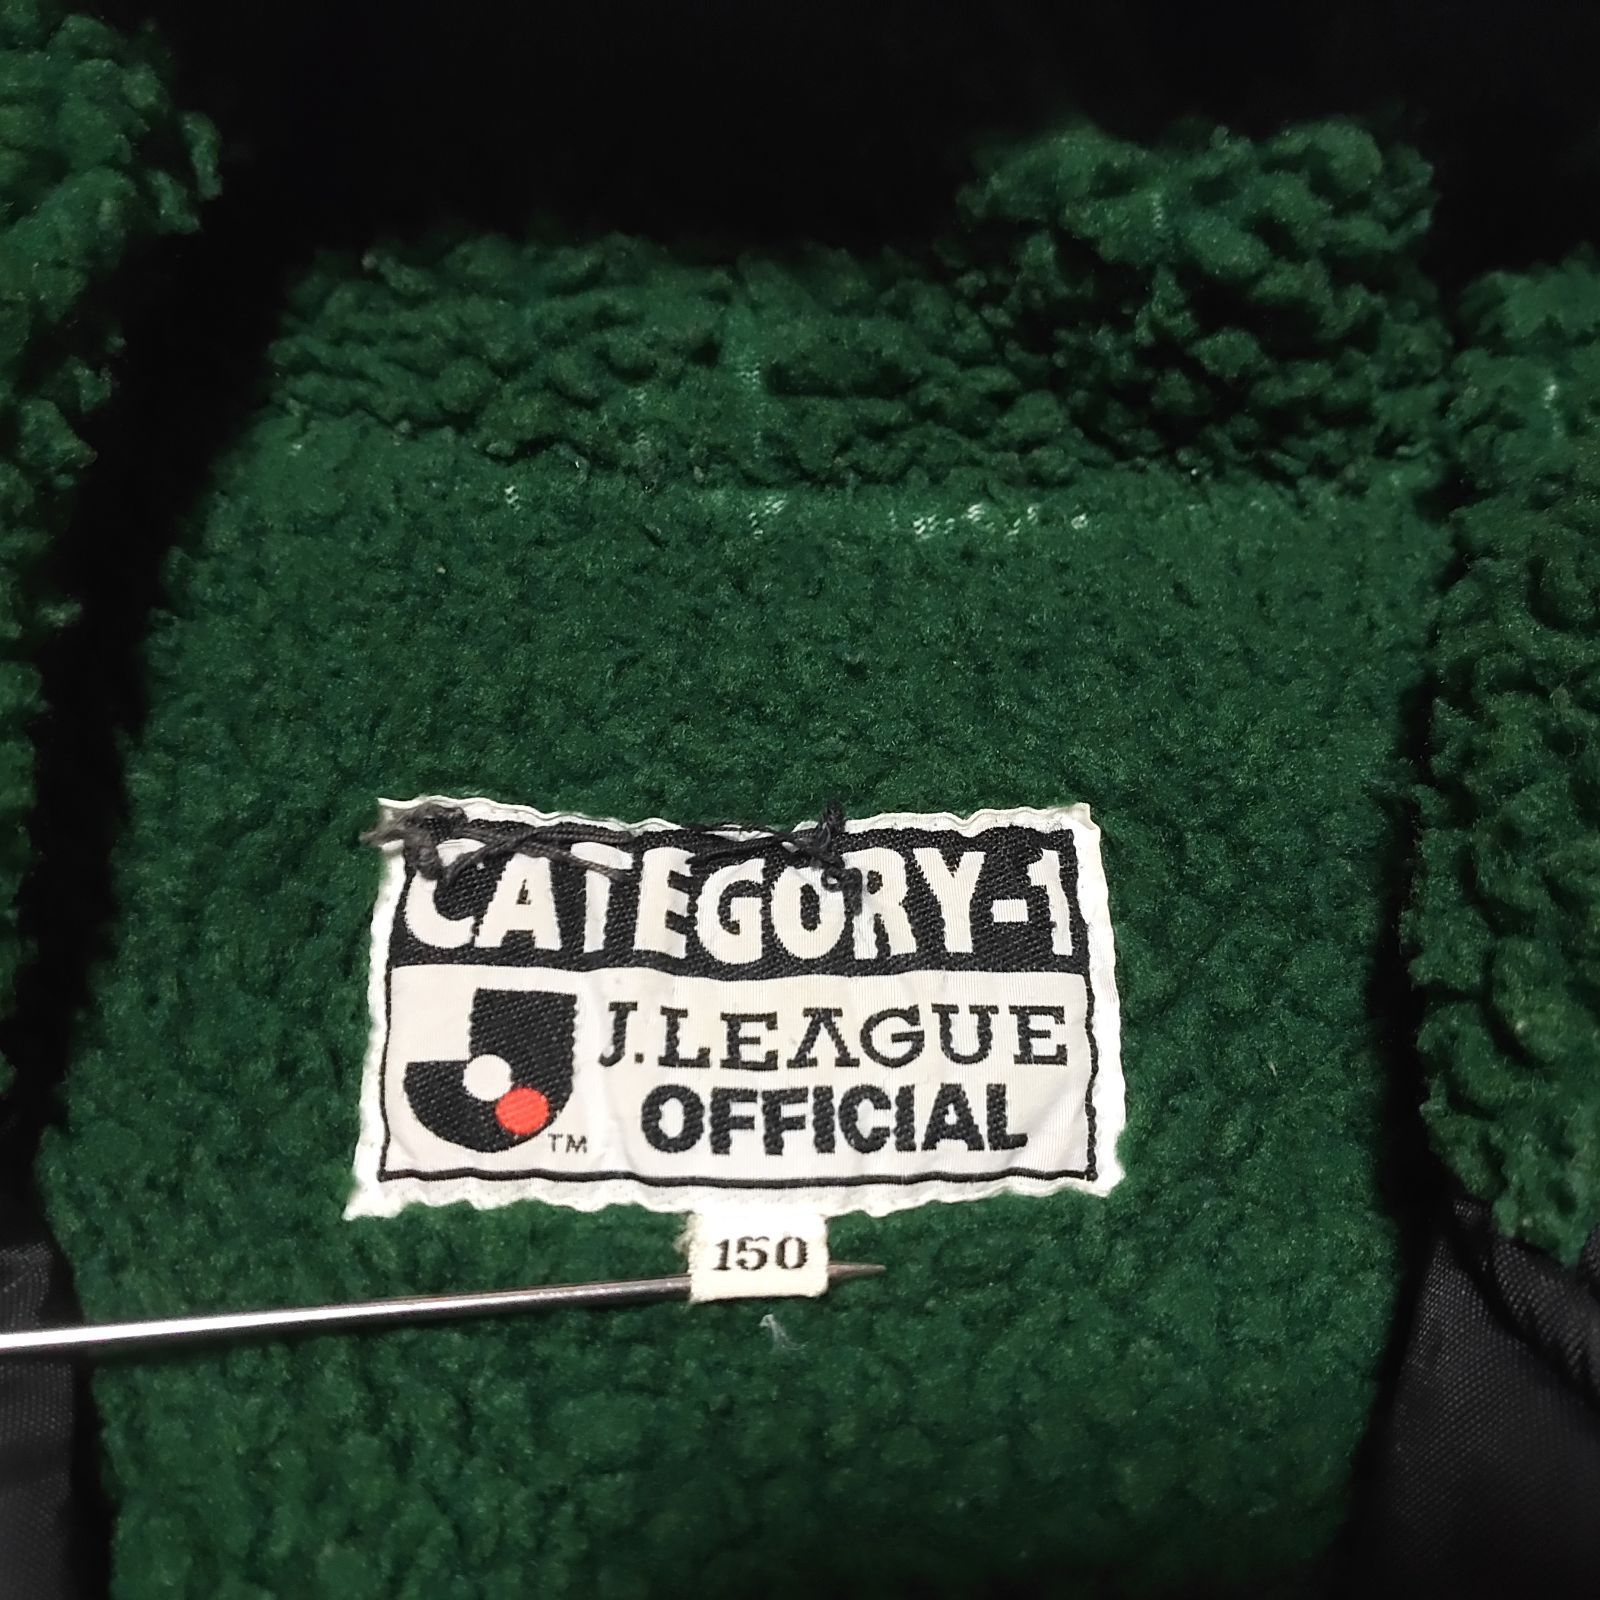 CATEGORY-1
J.LEAGUE
OFFICIAL
TM
150